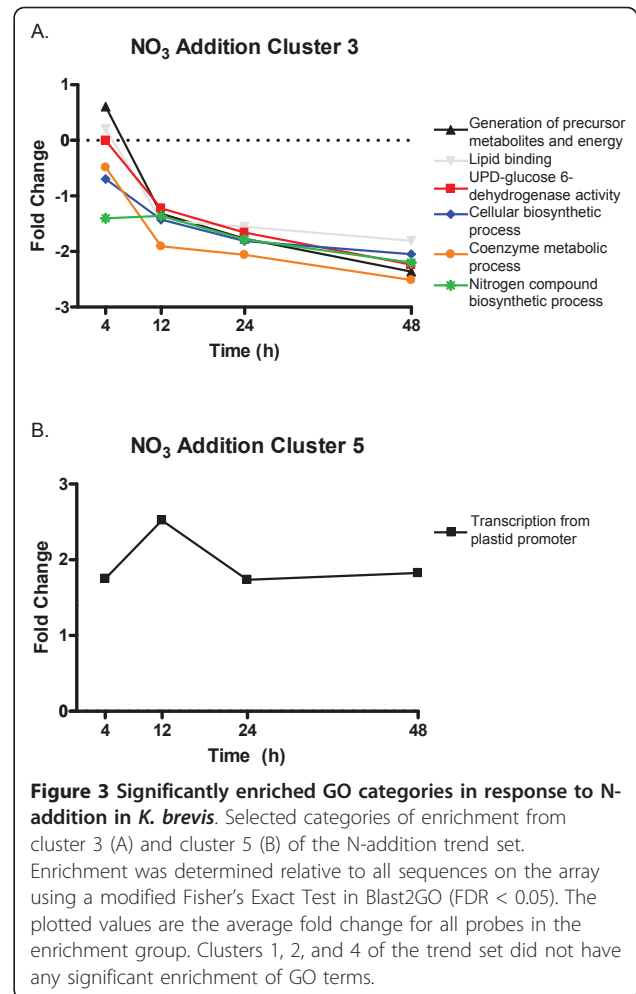 A.
NO3 Addition Cluster 3
Fold Change
1
0
-1
-2
-3
4
12
24
48
Time (h)
Generation of precursor
metabolites and energy
Lipid binding
UPD-glucose 6-
dehydrogenase activity
Cellular biosynthetic
process
Coenzyme metabolic
process
Nitrogen compound
biosynthetic process
B.
NO3 Addition Cluster 5
Fold Change
3
2
1
0
4
12
24
48
Time (h)
Transcription from
plastid promoter
Figure 3 Significantly enriched GO categories in response to N-
addition in K. brevis. Selected categories of enrichment from
cluster 3 (A) and cluster 5 (B) of the N-addition trend set.
Enrichment was determined relative to all sequences on the array
using a modified Fisher's Exact Test in Blast2GO (FDR < 0.05). The
plotted values are the average fold change for all probes in the
enrichment group. Clusters 1, 2, and 4 of the trend set did not have
any significant enrichment of GO terms.